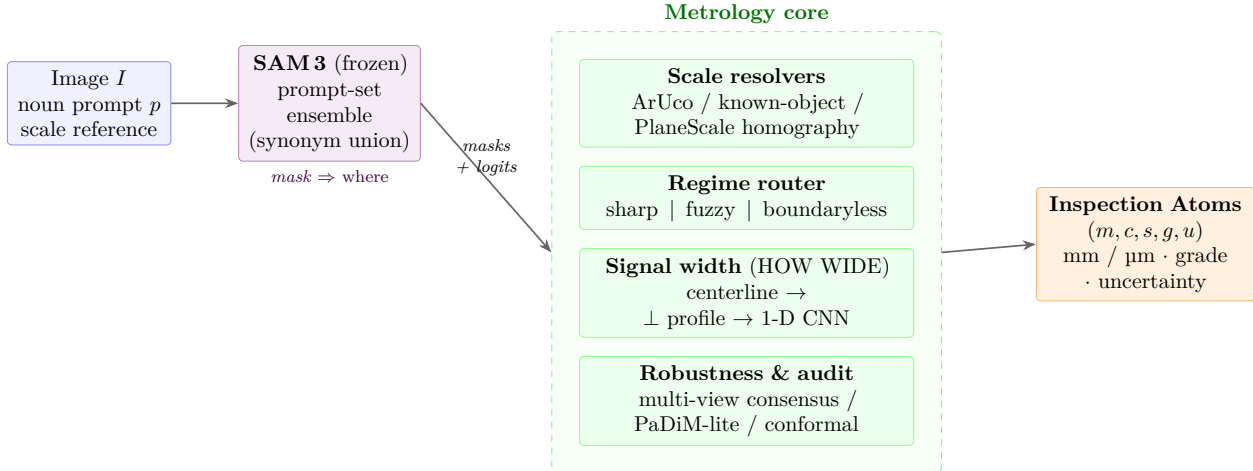 Image I
noun prompt p
scale reference
SAM 3 (frozen)
prompt-set
ensemble
(synonym union)
mask ⇒ where
masks
+ logits
Metrology core
Scale resolvers
ArUco / known-object /
PlaneScale homography
Regime router
sharp | fuzzy | boundaryless
Signal width (HOW WIDE)
centerline →
⊥ profile → 1-D CNN
Robustness & audit
multi-view consensus /
PaDiM-lite / conformal
Inspection Atoms
(m, c, s, g, u)
mm / µm · grade
· uncertainty